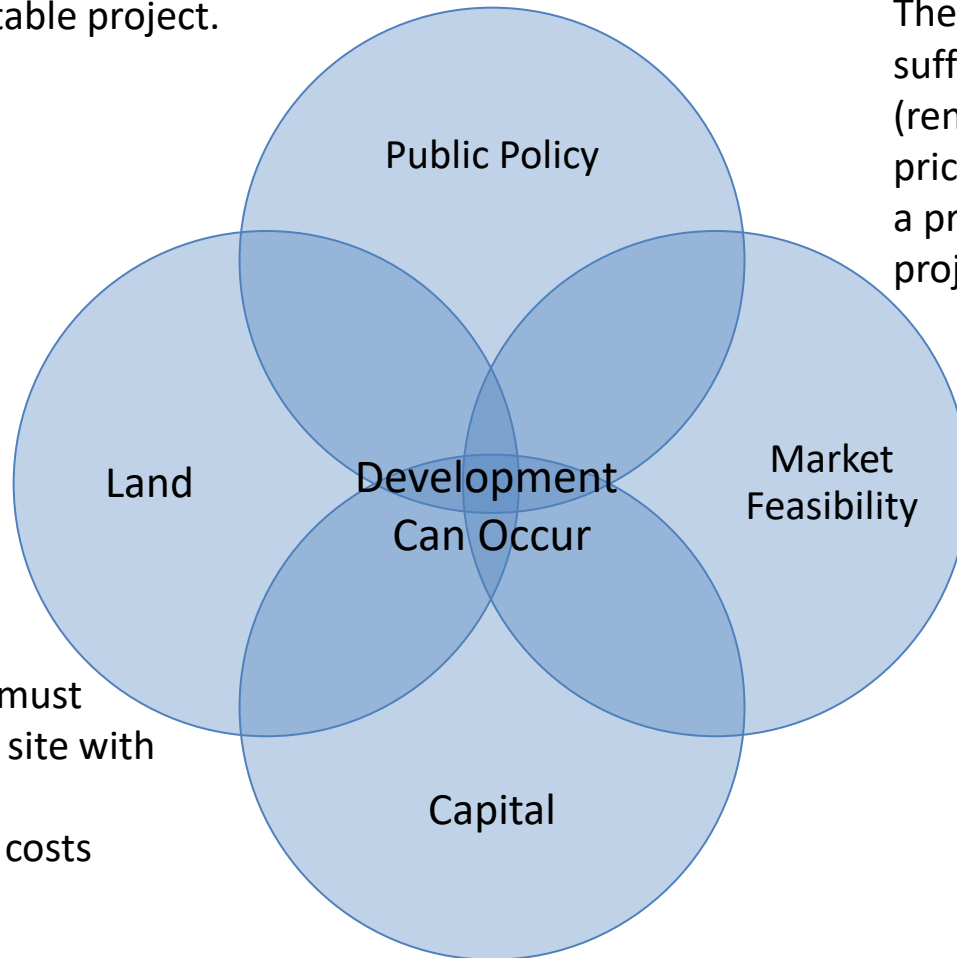 table project.
The
suff
(ren
pric
a pr
proj
Public Policy
Land
Market
Feasibility
Development
Can Occur
must
site with
costs
Capital